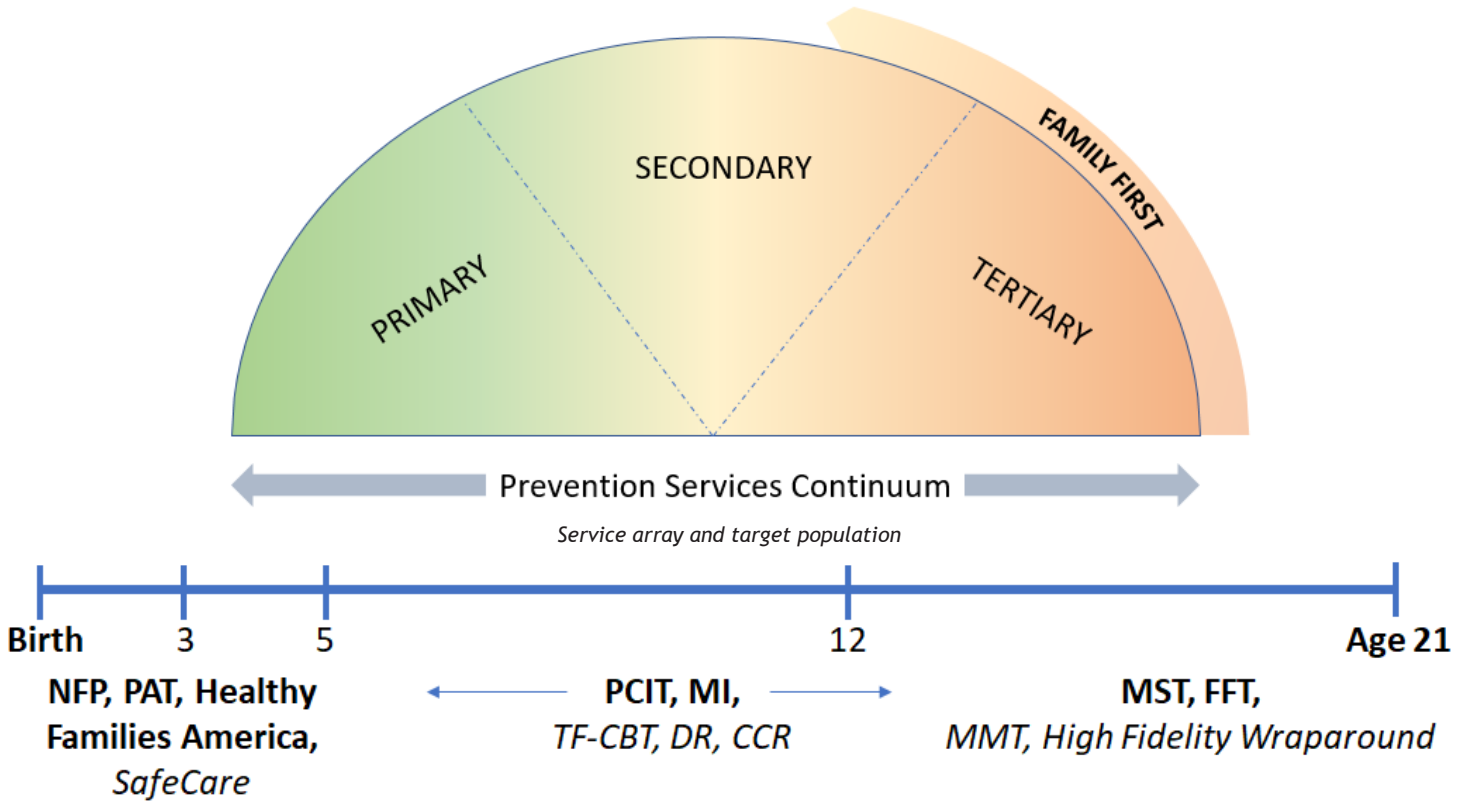 FAMILY FIRST
SECONDARY
PRIMARY
TERTIARY
Prevention Services Continuum
Service array and target population
Birth
3
5
12
Age 21
NFP, PAT, Healthy
Families America,
SafeCare
PCIT, MI,
TF-CBT, DR, CCR
MST, FFT,
MMT, High Fidelity Wraparound